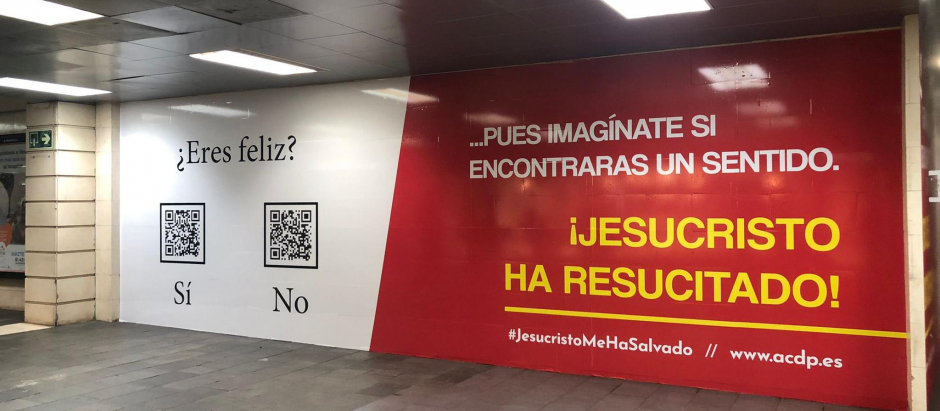 ¿Eres feliz?
Sí
No
...PUES IMAGÍNATE SI
ENCONTRARAS UN SENTIDO.
¡JESUCRISTO
HA RESUCITADO!
#JesucristoMeHaSalvado // www.acdp.es